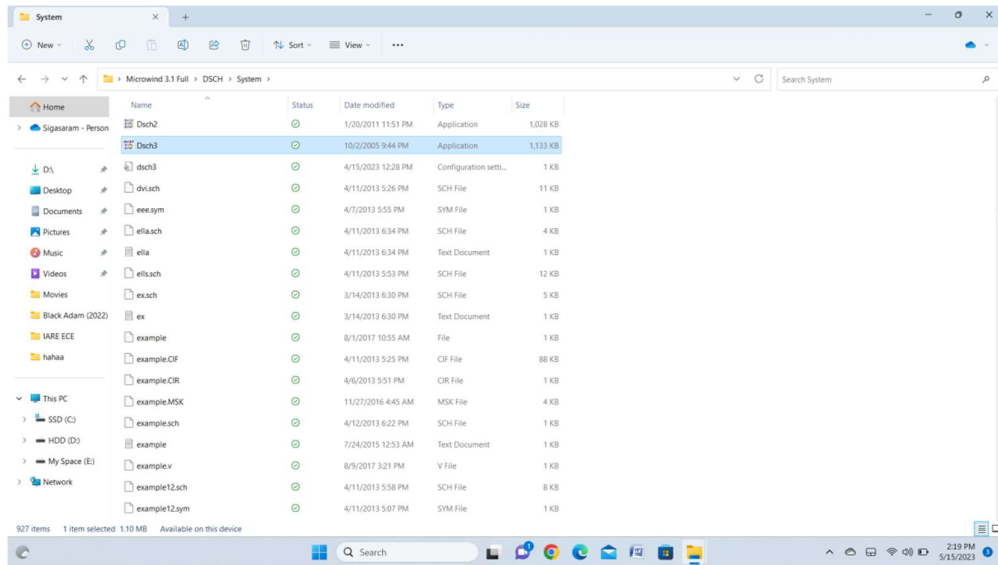 System
New
Sort
View
Microwind 3.1 Full > DSCH > System >
Search System
Home
Sigasaram - Person
D:\
Desktop
Documents
Pictures
Music
Videos
Movies
Black Adam (2022)
IARE ECE
hahaa
This PC
SSD (C:)
HDD (D:)
My Space (E:)
Network
Name Status Date modified Type Size
Dsch2 1/20/2011 11:51 PM Application 1,028 KB
Dsch3 10/2/2005 9:44 PM Application 1,133 KB
dsch3 4/15/2023 12:28 PM Configuration setti... 1 KB
dvi.sch 4/11/2013 5:26 PM SCH File 11 KB
eee.sym 4/7/2013 5:55 PM SYM File 1 KB
ella.sch 4/11/2013 6:34 PM SCH File 4 KB
ella 4/11/2013 6:34 PM Text Document 1 KB
ells.sch 4/11/2013 5:53 PM SCH File 12 KB
ex.sch 3/14/2013 6:30 PM SCH File 5 KB
ex 3/14/2013 6:30 PM Text Document 1 KB
example 8/1/2017 10:55 AM File 1 KB
example.CIF 4/11/2013 5:25 PM CIF File 88 KB
example.CIR 4/6/2013 5:51 PM CIR File 1 KB
example.MSK 11/27/2016 4:45 AM MSK File 4 KB
example.sch 4/12/2013 6:22 PM SCH File 1 KB
example 7/24/2015 12:53 AM Text Document 1 KB
example.v 8/9/2017 3:21 PM V File 1 KB
example12.sch 4/11/2013 5:58 PM SCH File 8 KB
example12.sym 4/11/2013 5:07 PM SYM File 1 KB
927 items 1 item selected 1.10 MB Available on this device
Search
1
2:19 PM
5/15/2023
3